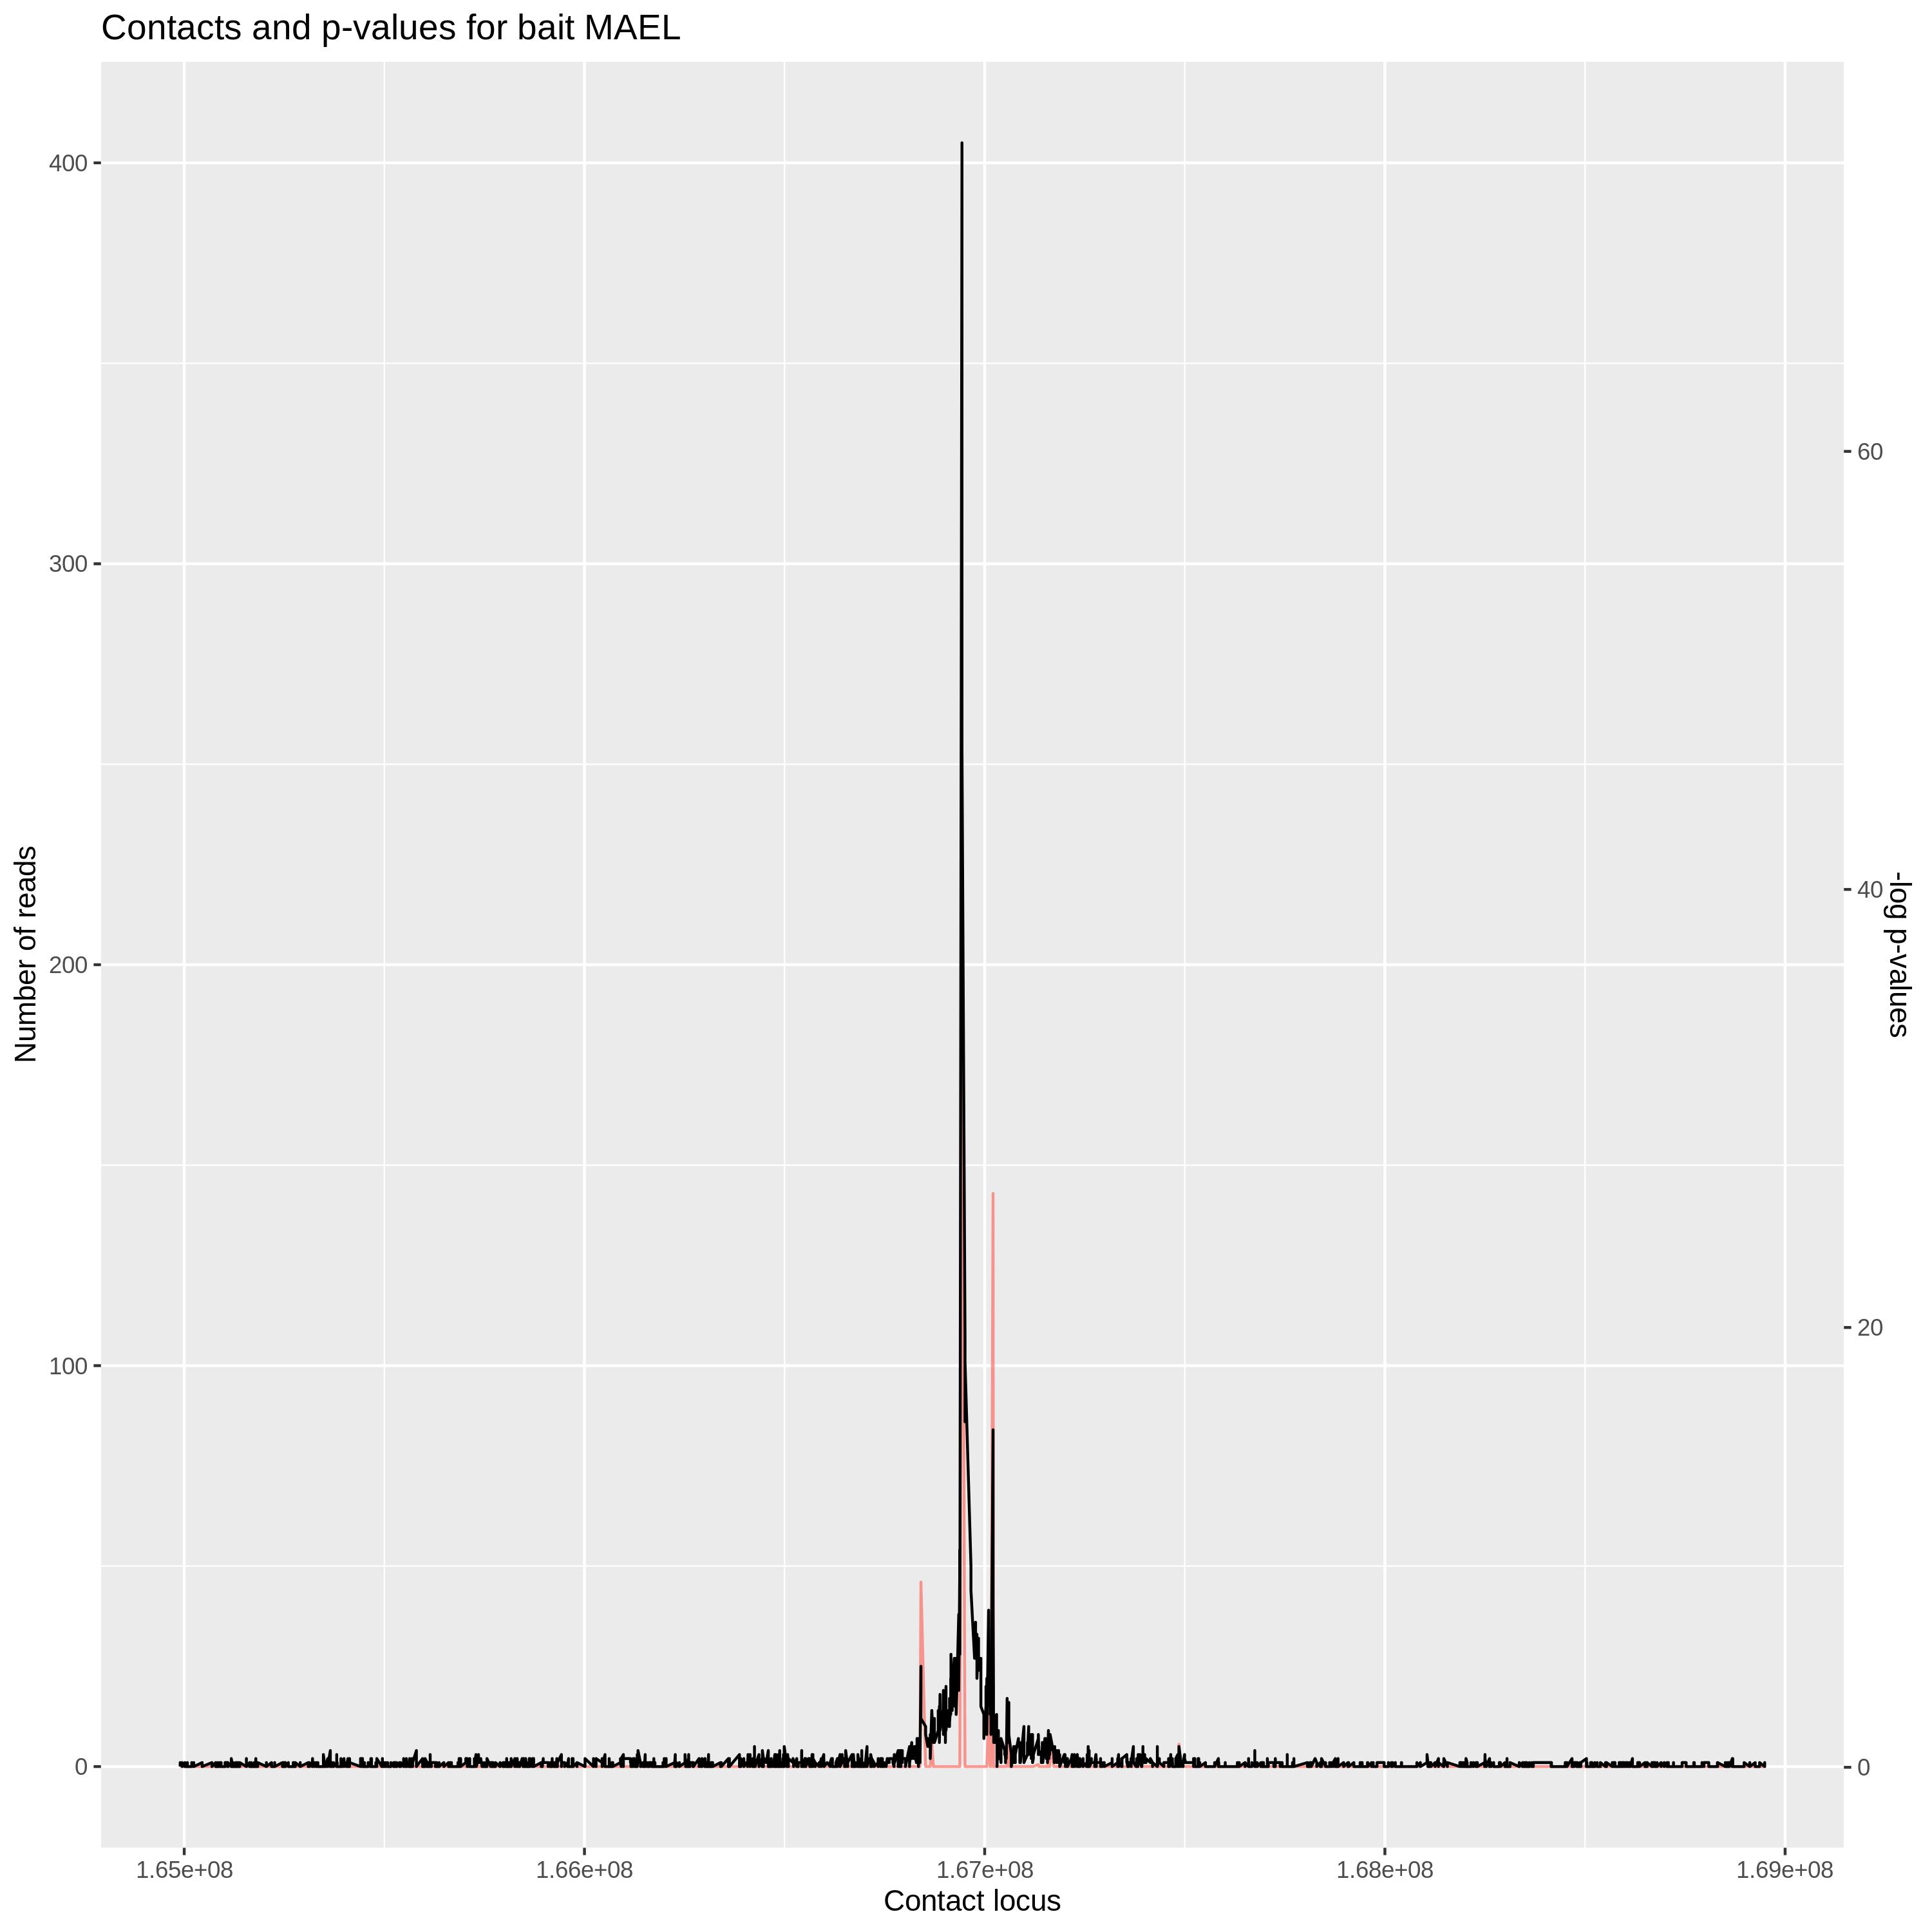 Contacts and p-values for bait MAEL
400
300
200
100
0
Number of reads
60
40
20
0
-log p-values
1.65e+08
1.66e+08
1.67e+08
1.68e+08
1.69e+08
Contact locus